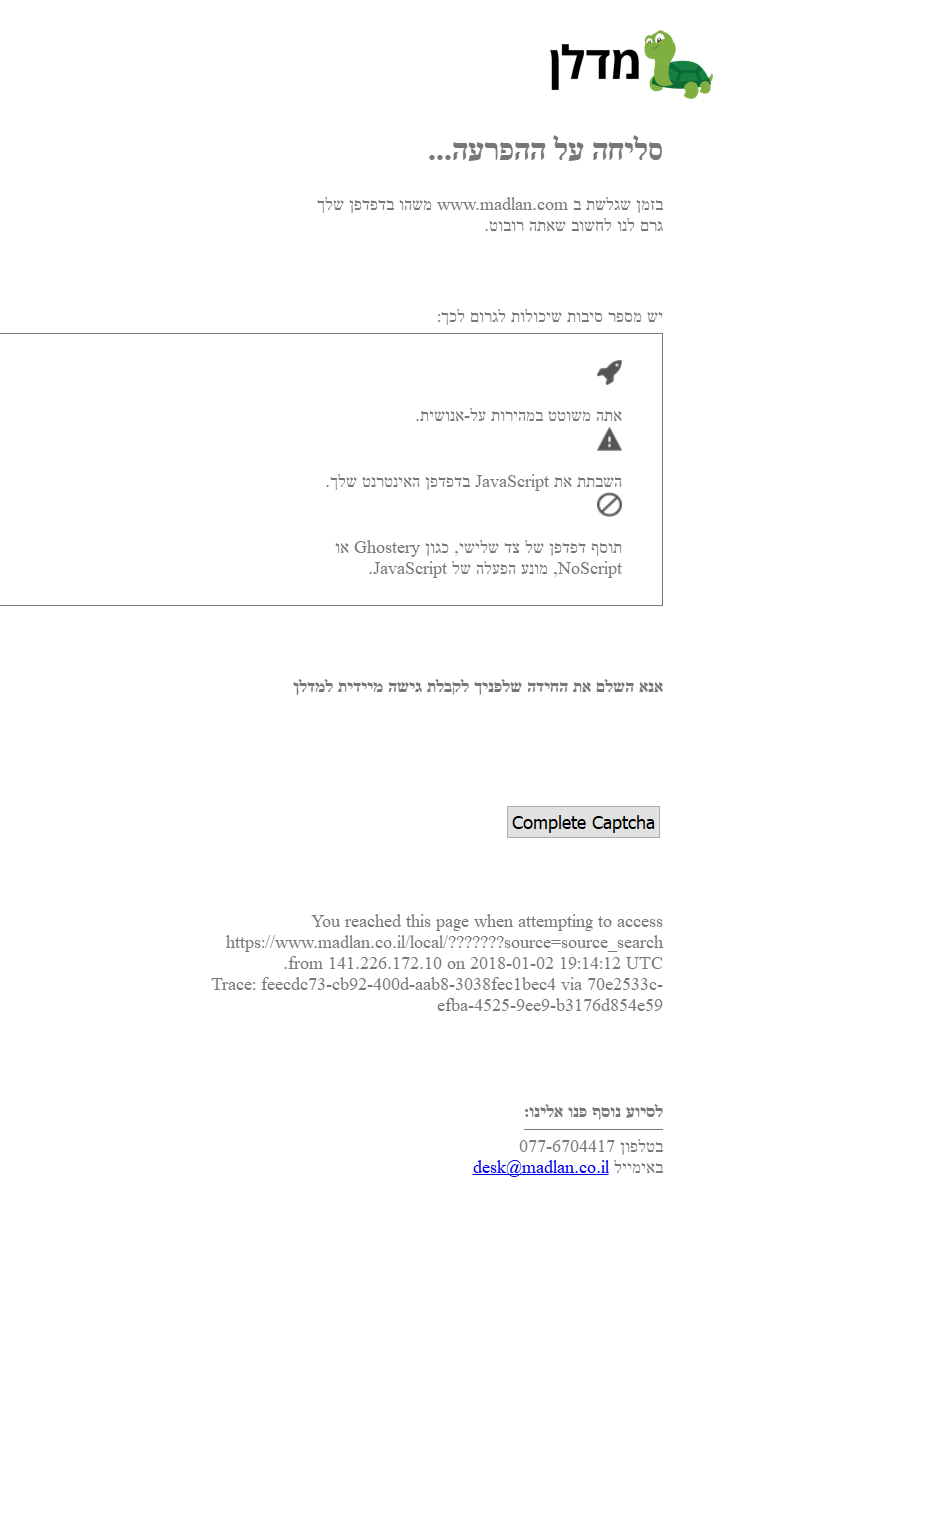 מדלן
סליחה על ההפרעה...
בזמן שגלשת ב www.madlan.com משהו בדפדפן שלך
גרם לנו לחשוב שאתה רובוט.
יש מספר סיבות שיכולות לגרום לכך:
אתה משוטט במהירות על-אנושית.
השבתת את JavaScript בדפדפן האינטרנט שלך.
תוסף דפדפן של צד שלישי, כגון Ghostery או
NoScript, מונע הפעלה של JavaScript.
אנא השלם את החידה שלפניך לקבלת גישה מיידית למדלן
Complete Captcha
You reached this page when attempting to access
https://www.madlan.co.il/local/???????source=source_search
from 141.226.172.10 on 2018-01-02 19:14:12 UTC.
Trace: feecdc73-cb92-400d-aab8-3038fec1bec4 via 70e2533c-
efba-4525-9ee9-b3176d854e59
לסיוע נוסף פנו אלינו:
בטלפון 077-6704417
באימייל desk@madlan.co.il